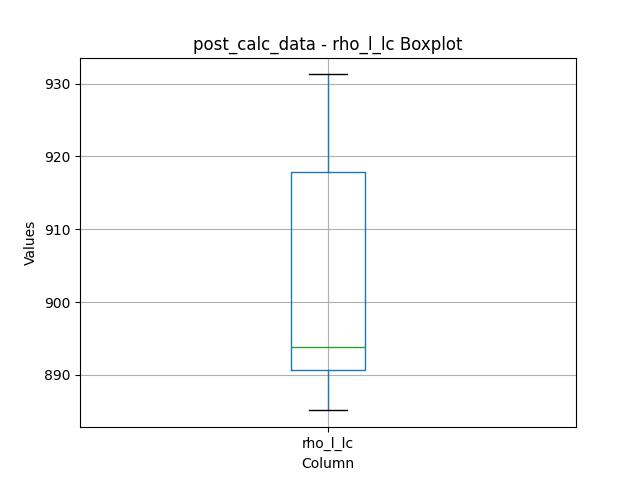 post_calc_data - rho_l_lc Boxplot
930
920
910
900
890
Values
rho_l_lc
Column